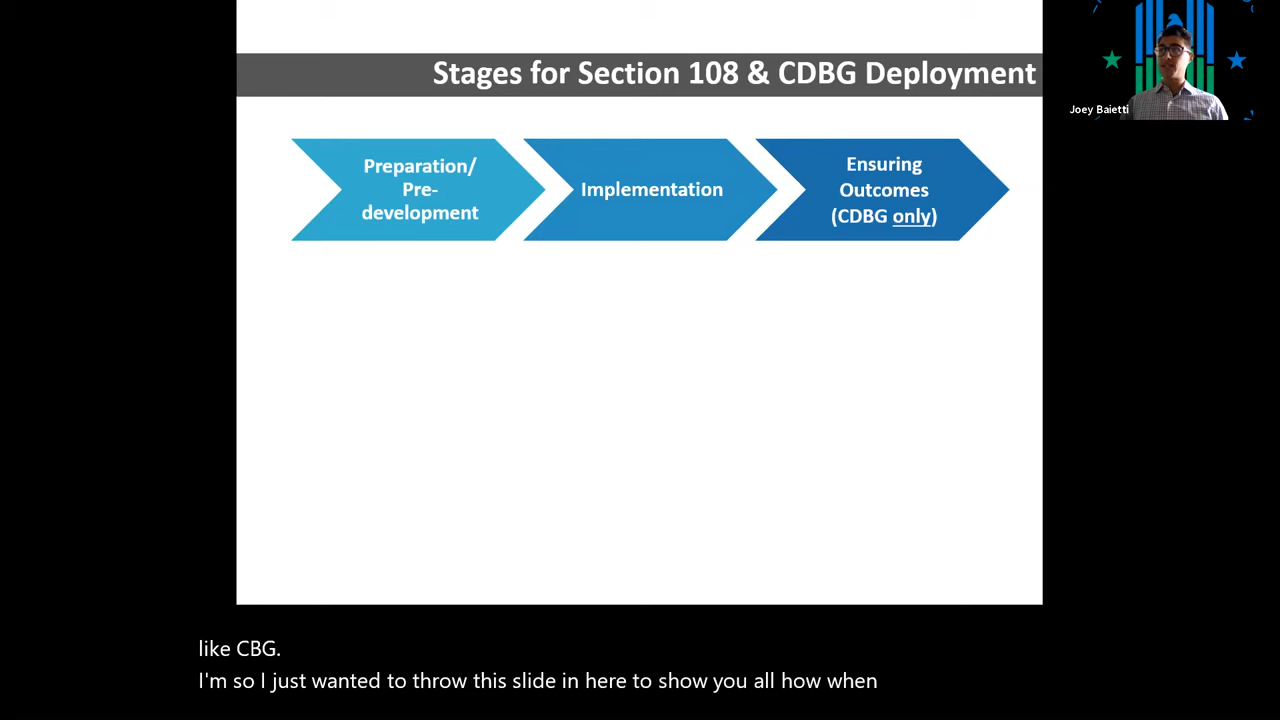 Stages for Section 108 & CDBG Deployment
Joey Baietti
Preparation/
Pre-
development
Implementation
Ensuring
Outcomes
(CDBG only)
like CBG.
I'm so I just wanted to throw this slide in here to show you all how when